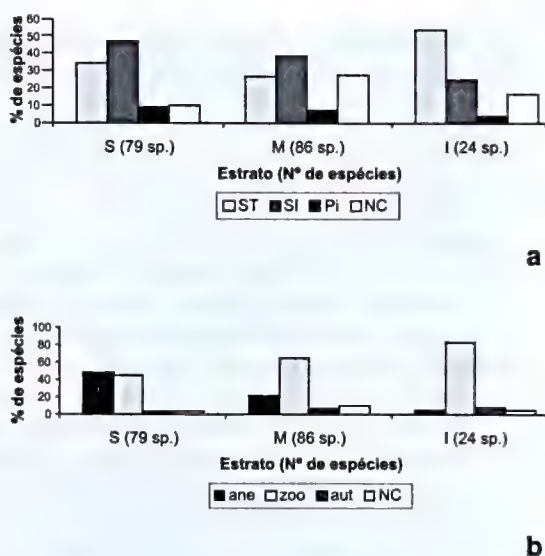 % de espécies
60
50
40
30
20
10
0
S (79 sp.) M (86 sp.) I (24 sp.)
Estrato (Nº de espécies)
ST SI Pi NC
a
% de espécies
100
80
60
40
20
0
S (79 sp.) M (86 sp.) I (24 sp.)
Estrato (Nº de espécies)
ane zoo aut NC
b